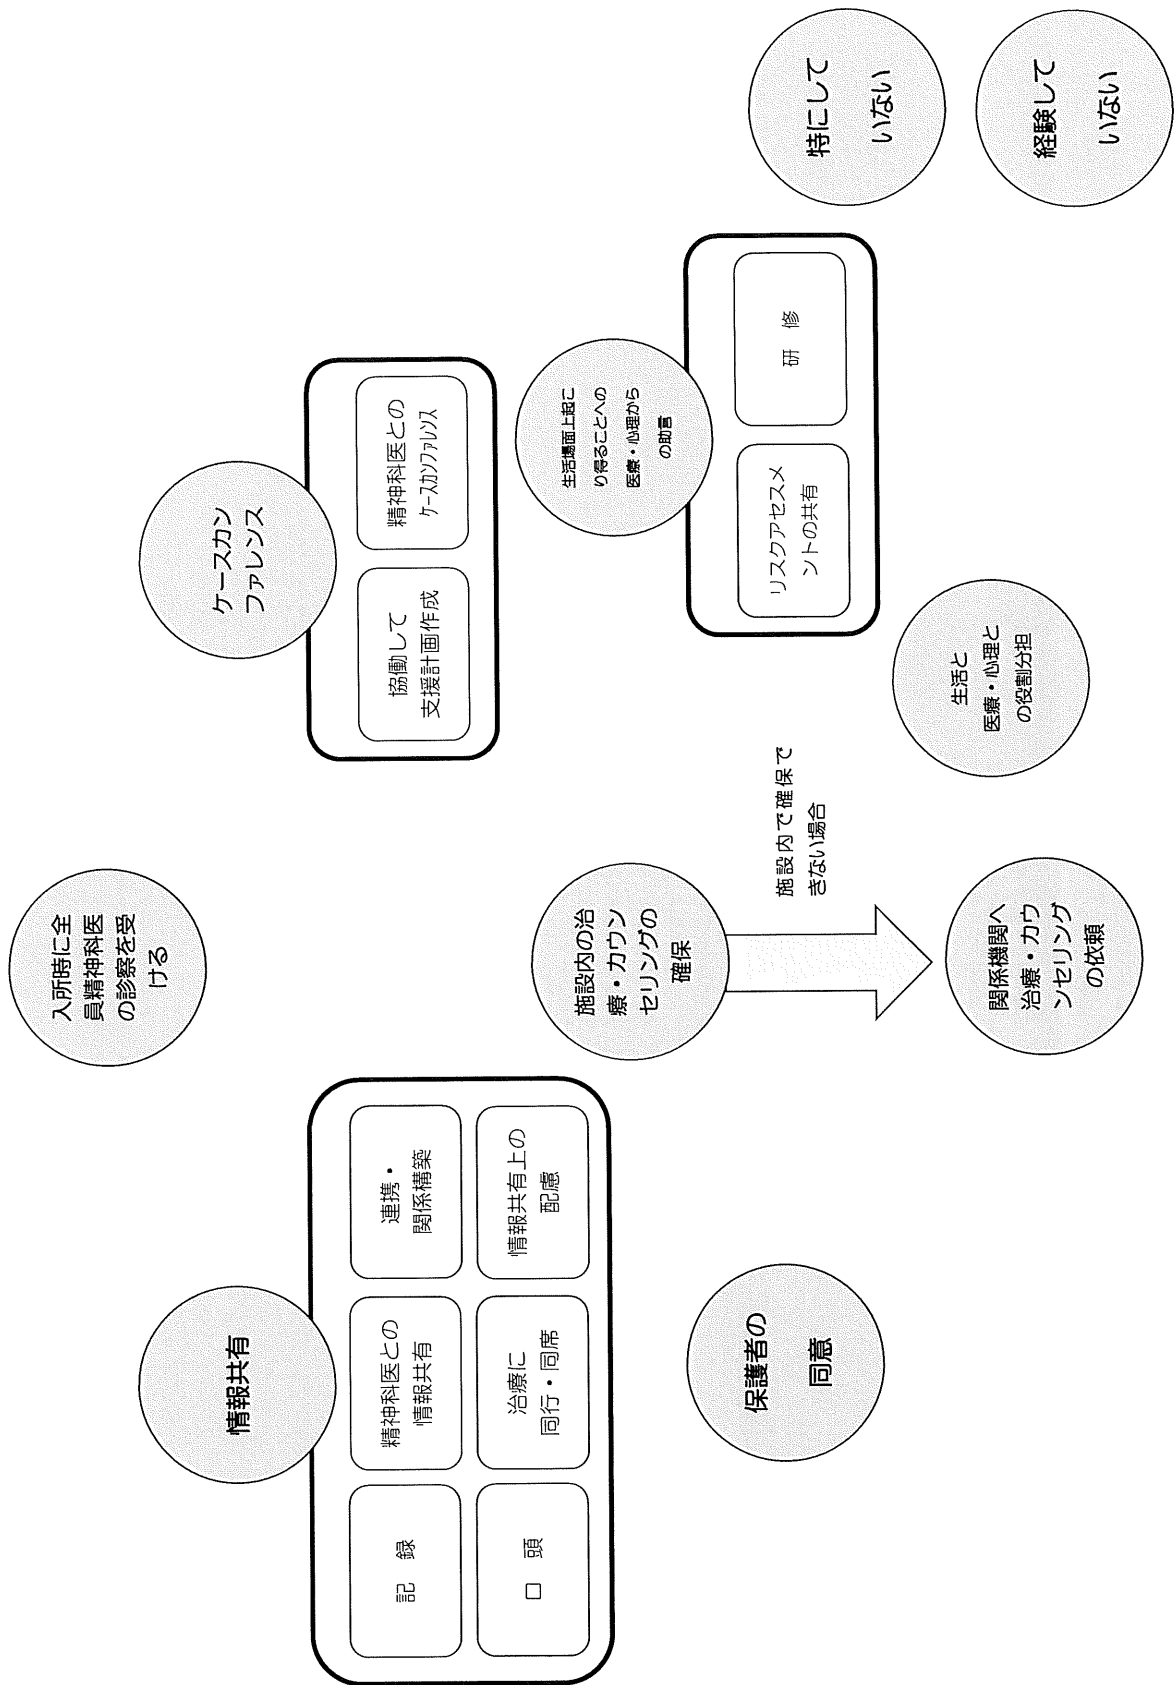 入所時に全
員精神科医
の診察を受
ける
情報共有
記　録
精神科医との
情報共有
連携・
関係構築
口　頭
治療に
同行・同席
情報共有上の
配慮
ケースカン
ファレンス
協働して
支援計画作成
精神科医との
ケースカンファレンス
保護者の
同意
施設内の治
療・カウン
セリングの
確保
施設内で確保で
きない場合
関係機関へ
治療・カウ
ンセリング
の依頼
生活場面上起こ
り得ることへの
医療・心理から
の助言
リスクアセスメ
ントの共有
研　修
生活と
医療・心理と
の役割分担
特にして
いない
経験して
いない